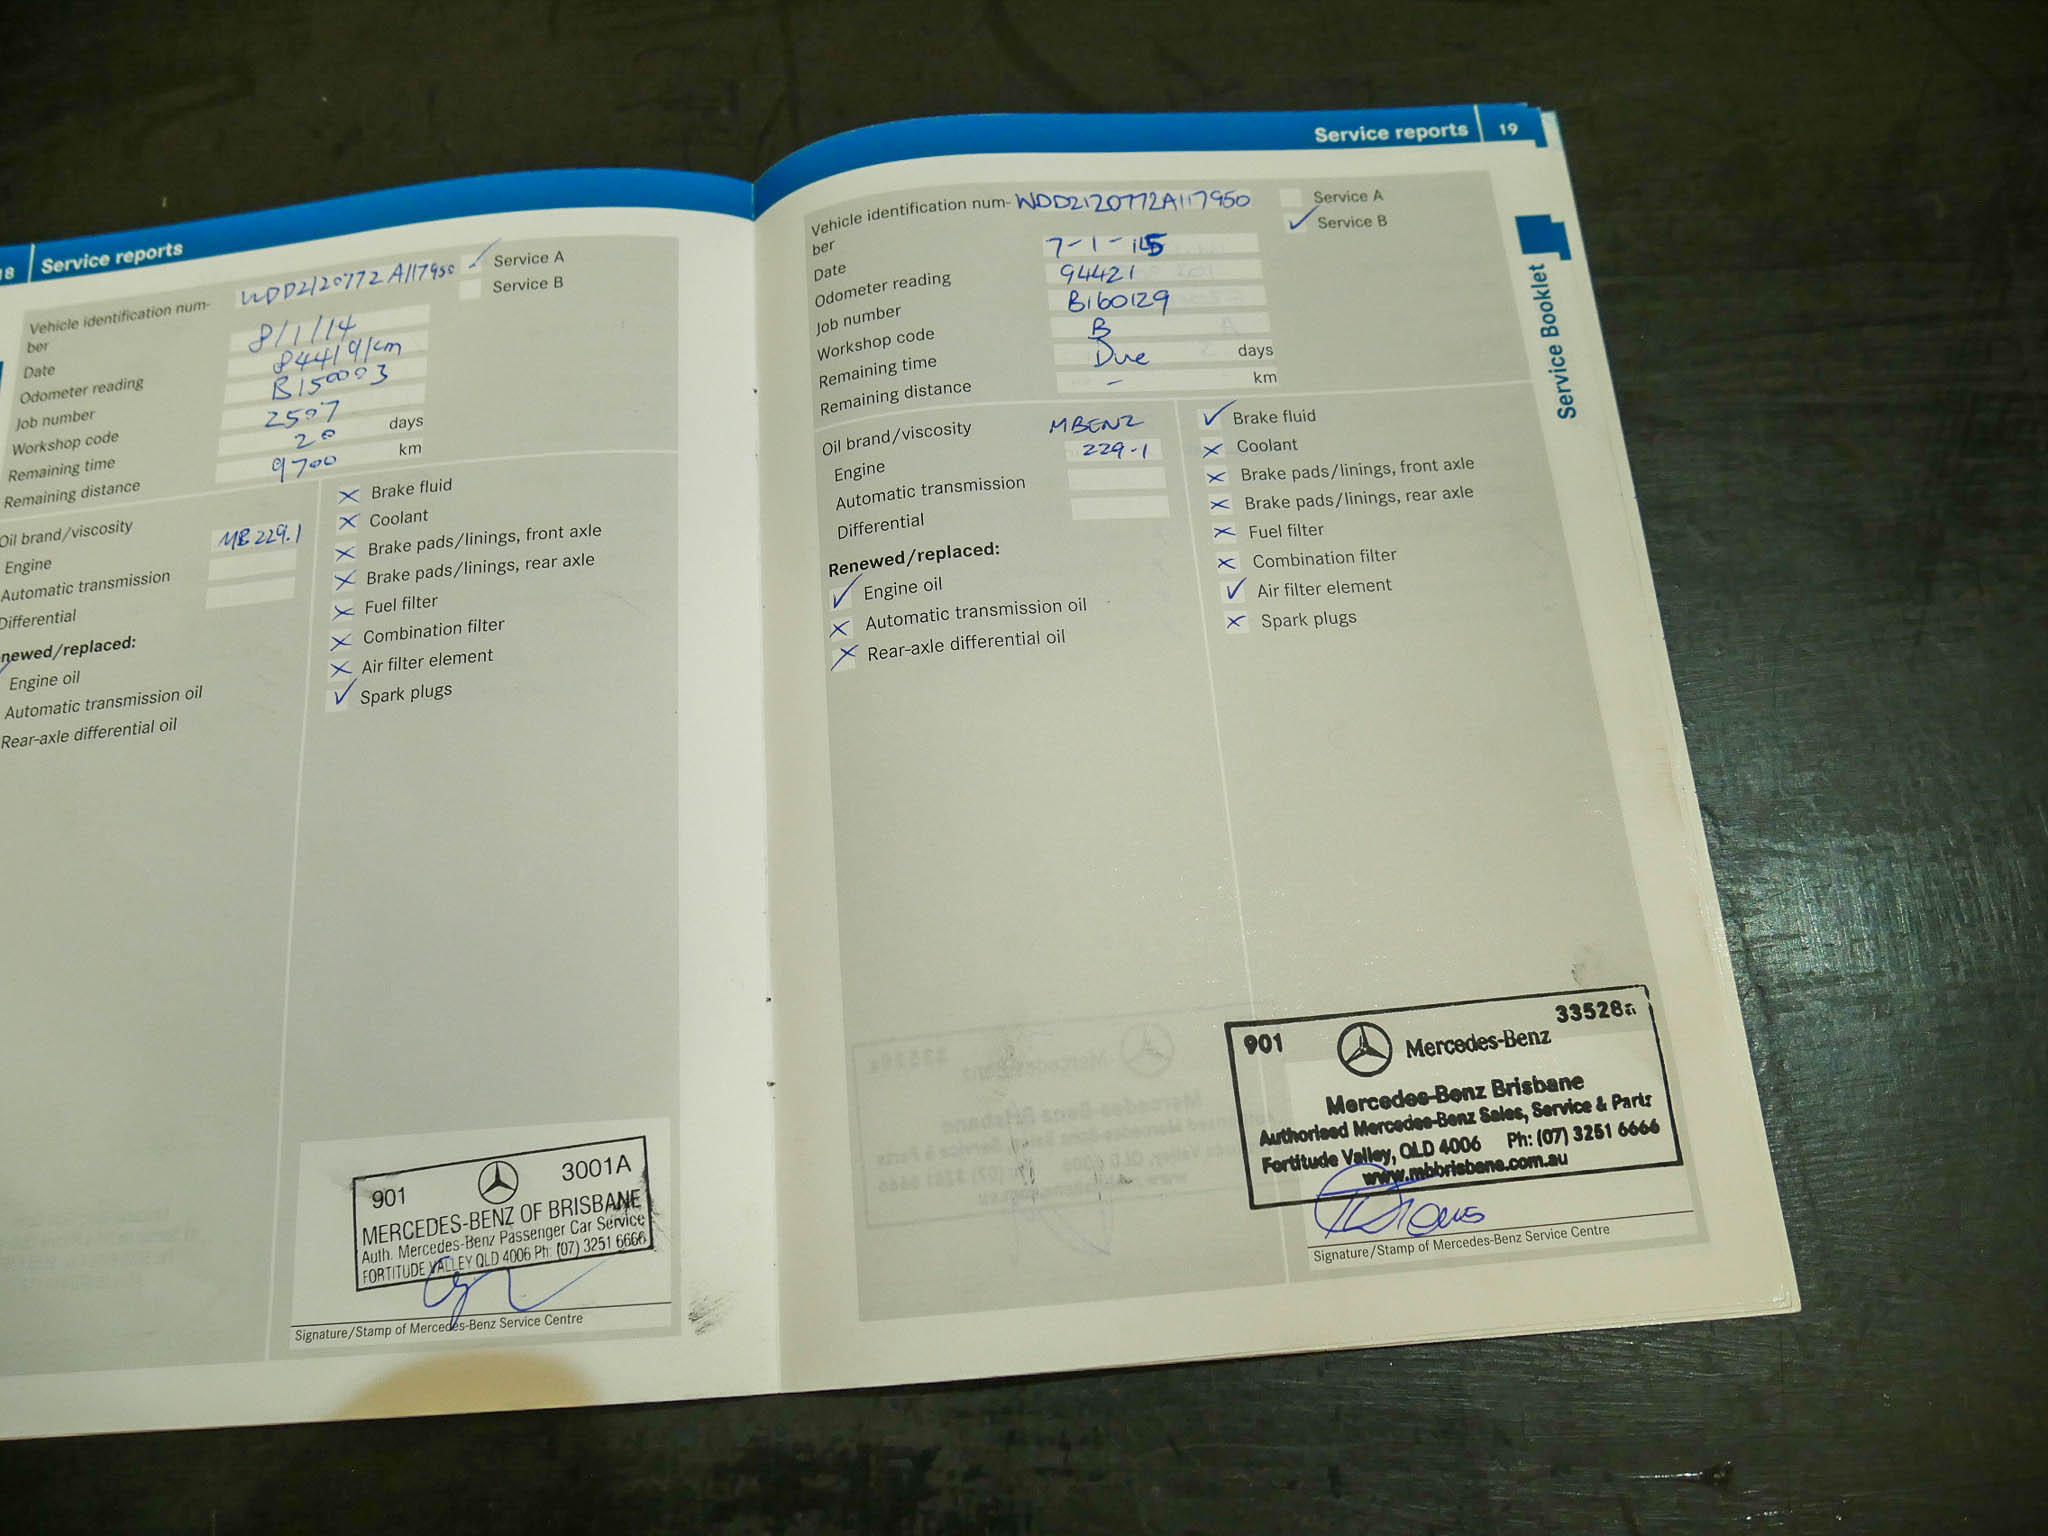 18 Service reports
Vehicle identification num-
ber
WDD2120772A117950
✓ Service A
Service B
Date 8/1/14
Odometer reading 84419km
Job number B150003
Workshop code 2507
Remaining time 20 days
Remaining distance 9700 km
Oil brand/viscosity
Engine MB 229.1
Automatic transmission
Differential
newed/replaced:
Engine oil
Automatic transmission oil
Rear-axle differential oil
x Brake fluid
x Coolant
x Brake pads/linings, front axle
x Brake pads/linings, rear axle
x Fuel filter
x Combination filter
x Air filter element
✓ Spark plugs
901 3001A
MERCEDES-BENZ OF BRISBANE
Auth. Mercedes-Benz Passenger Car Service
FORTITUDE VALLEY QLD 4006 Ph: (07) 3251 6666
Signature/Stamp of Mercedes-Benz Service Centre
Service reports 19
Vehicle identification num-
ber
WDD2120772A117950
Service A
✓ Service B
Date 7-1-15
Odometer reading 94421
Job number B160129
Workshop code B
Remaining time Due days
Remaining distance - km
Oil brand/viscosity MBENZ
Engine 229.1
Automatic transmission
Differential
Renewed/replaced:
✓ Engine oil
x Automatic transmission oil
x Rear-axle differential oil
✓ Brake fluid
x Coolant
x Brake pads/linings, front axle
x Brake pads/linings, rear axle
x Fuel filter
x Combination filter
✓ Air filter element
x Spark plugs
Service Booklet
901 Mercedes-Benz 33528a
Mercedes-Benz Brisbane
Authorised Mercedes-Benz Sales, Service & Parts
Fortitude Valley, QLD 4006 Ph: (07) 3251 6666
www.mbbrisbane.com.au
Signature/Stamp of Mercedes-Benz Service Centre